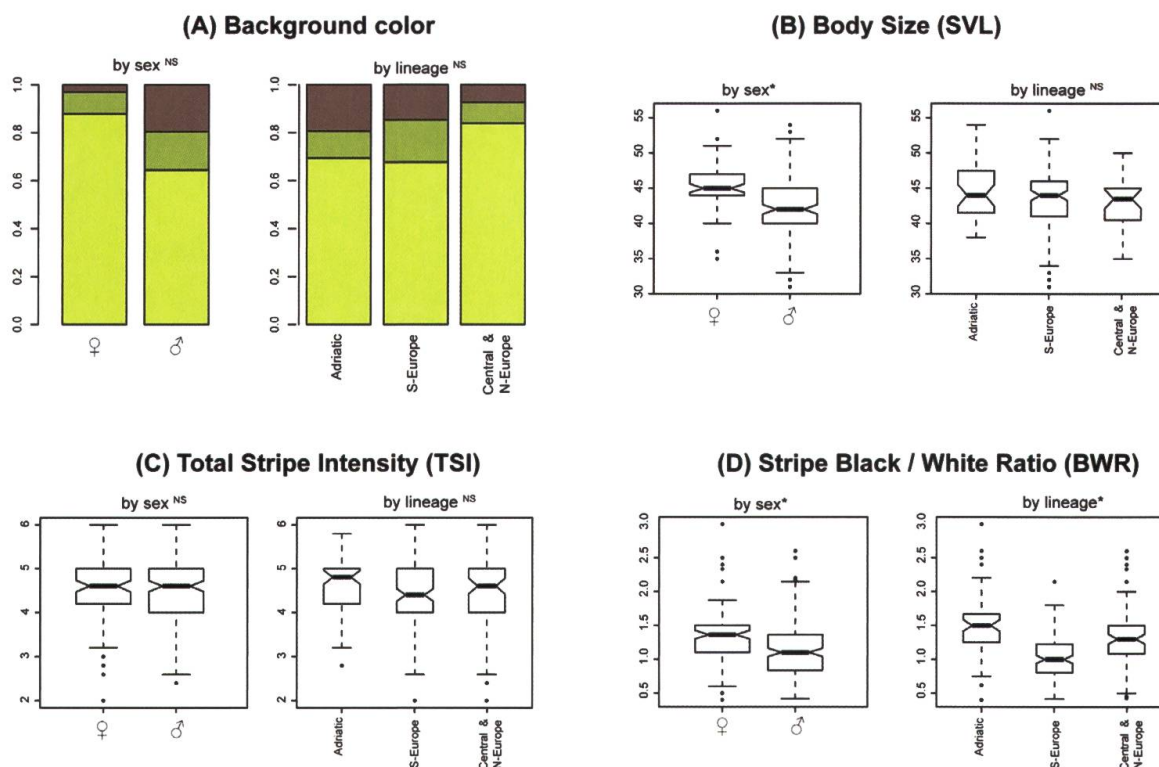 (A) Background color
by sex NS
by lineage NS
1.0
0.8
0.6
0.4
0.2
0.0
♀
♂
1.0
0.8
0.6
0.4
0.2
0.0
Adriatic
S-Europe
Central &
N-Europe
(B) Body Size (SVL)
by sex*
by lineage NS
55
50
45
40
35
30
♀
♂
55
50
45
40
35
30
Adriatic
S-Europe
Central &
N-Europe
(C) Total Stripe Intensity (TSI)
by sex NS
by lineage NS
6
5
4
3
2
♀
♂
6
5
4
3
2
Adriatic
S-Europe
Central &
N-Europe
(D) Stripe Black / White Ratio (BWR)
by sex*
by lineage*
3.0
2.5
2.0
1.5
1.0
0.5
♀
♂
3.0
2.5
2.0
1.5
1.0
0.5
Adriatic
S-Europe
Central &
N-Europe